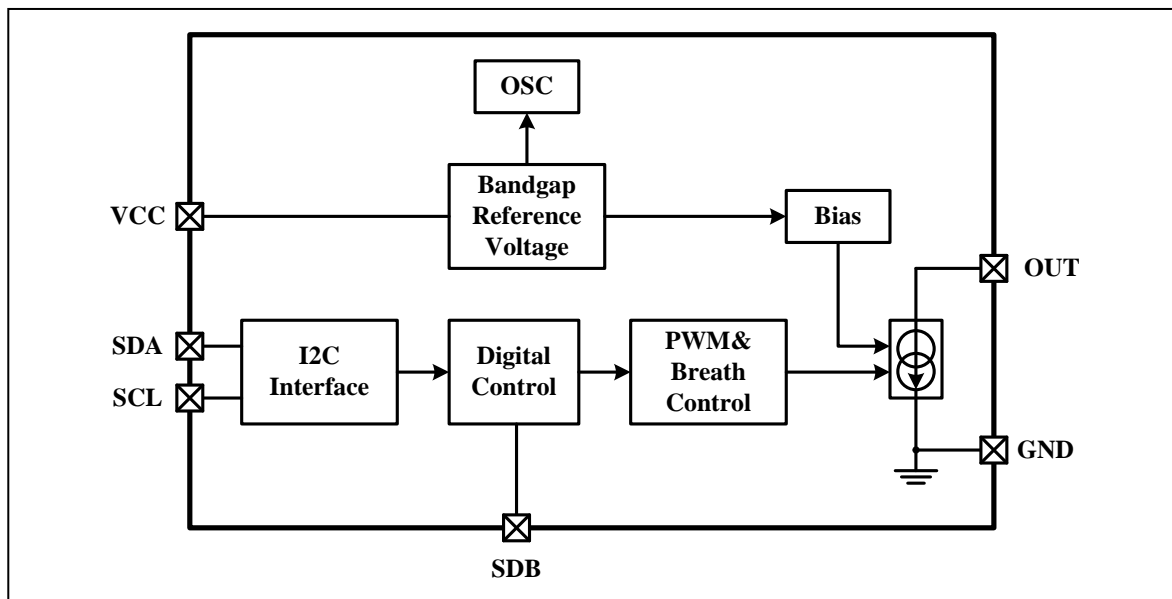 OSC
Bandgap
Reference
Voltage
VCC
Bias
OUT
SDA
SCL
I2C
Interface
Digital
Control
PWM&
Breath
Control
GND
SDB